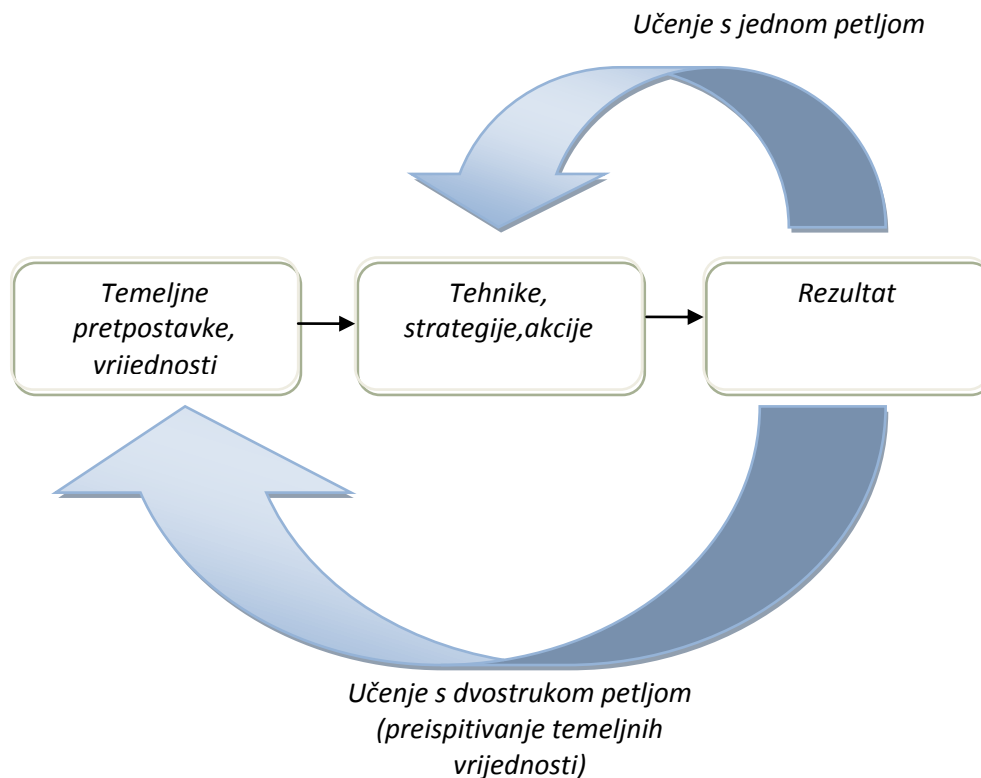 Učenje s jednom petljom
Temeljne
pretpostavke,
vriiednosti
Tehnike,
strategije,akcije
Rezultat
Učenje s dvostrukom petljom
(preispitivanje temeljnih
vrijednosti)